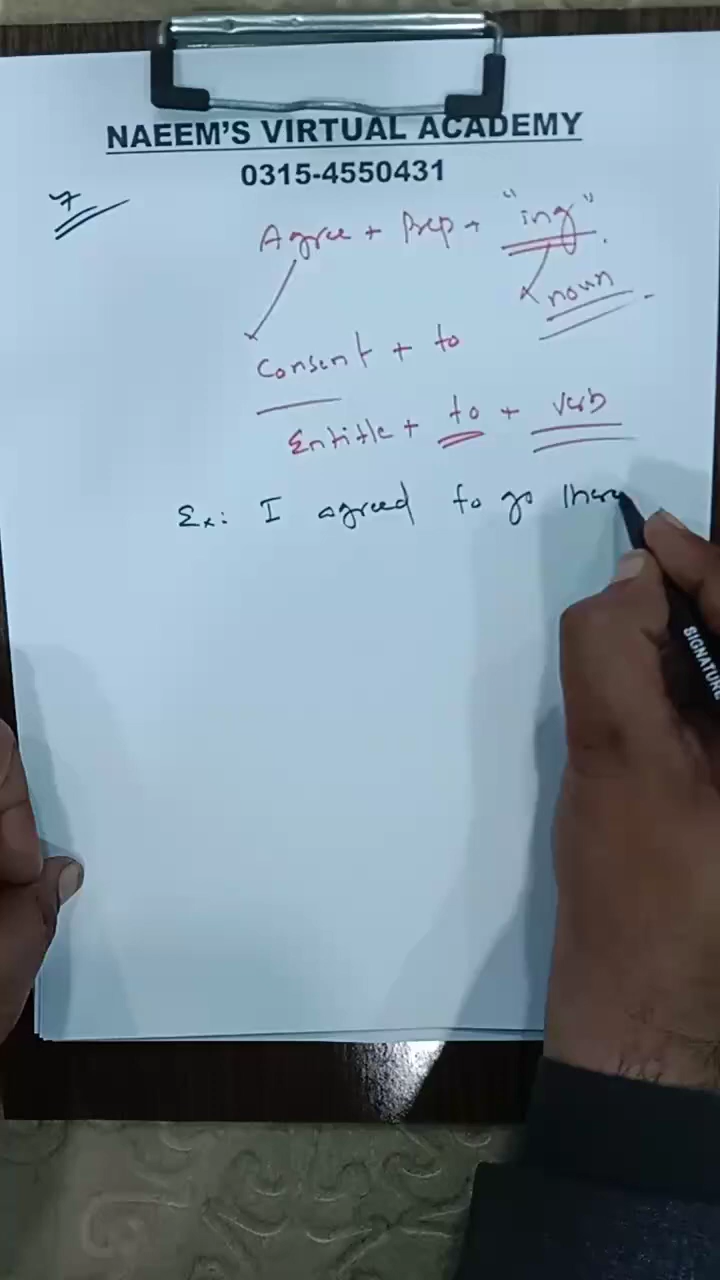 NAEEM'S VIRTUAL ACADEMY
0315-4550431
7
Agree + Prep + "ing".
noun
Consent + to
Entitle + to + Verb
Ex: I agreed to go there
SIGNATURE